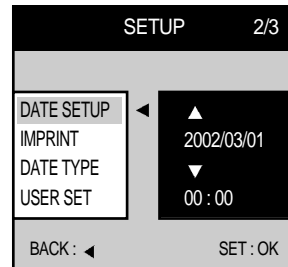 SETUP 2/3
DATE SETUP ◀ ▲
IMPRINT 2002/03/01
DATE TYPE ▼
USER SET 00 : 00
BACK : ◀ SET : OK